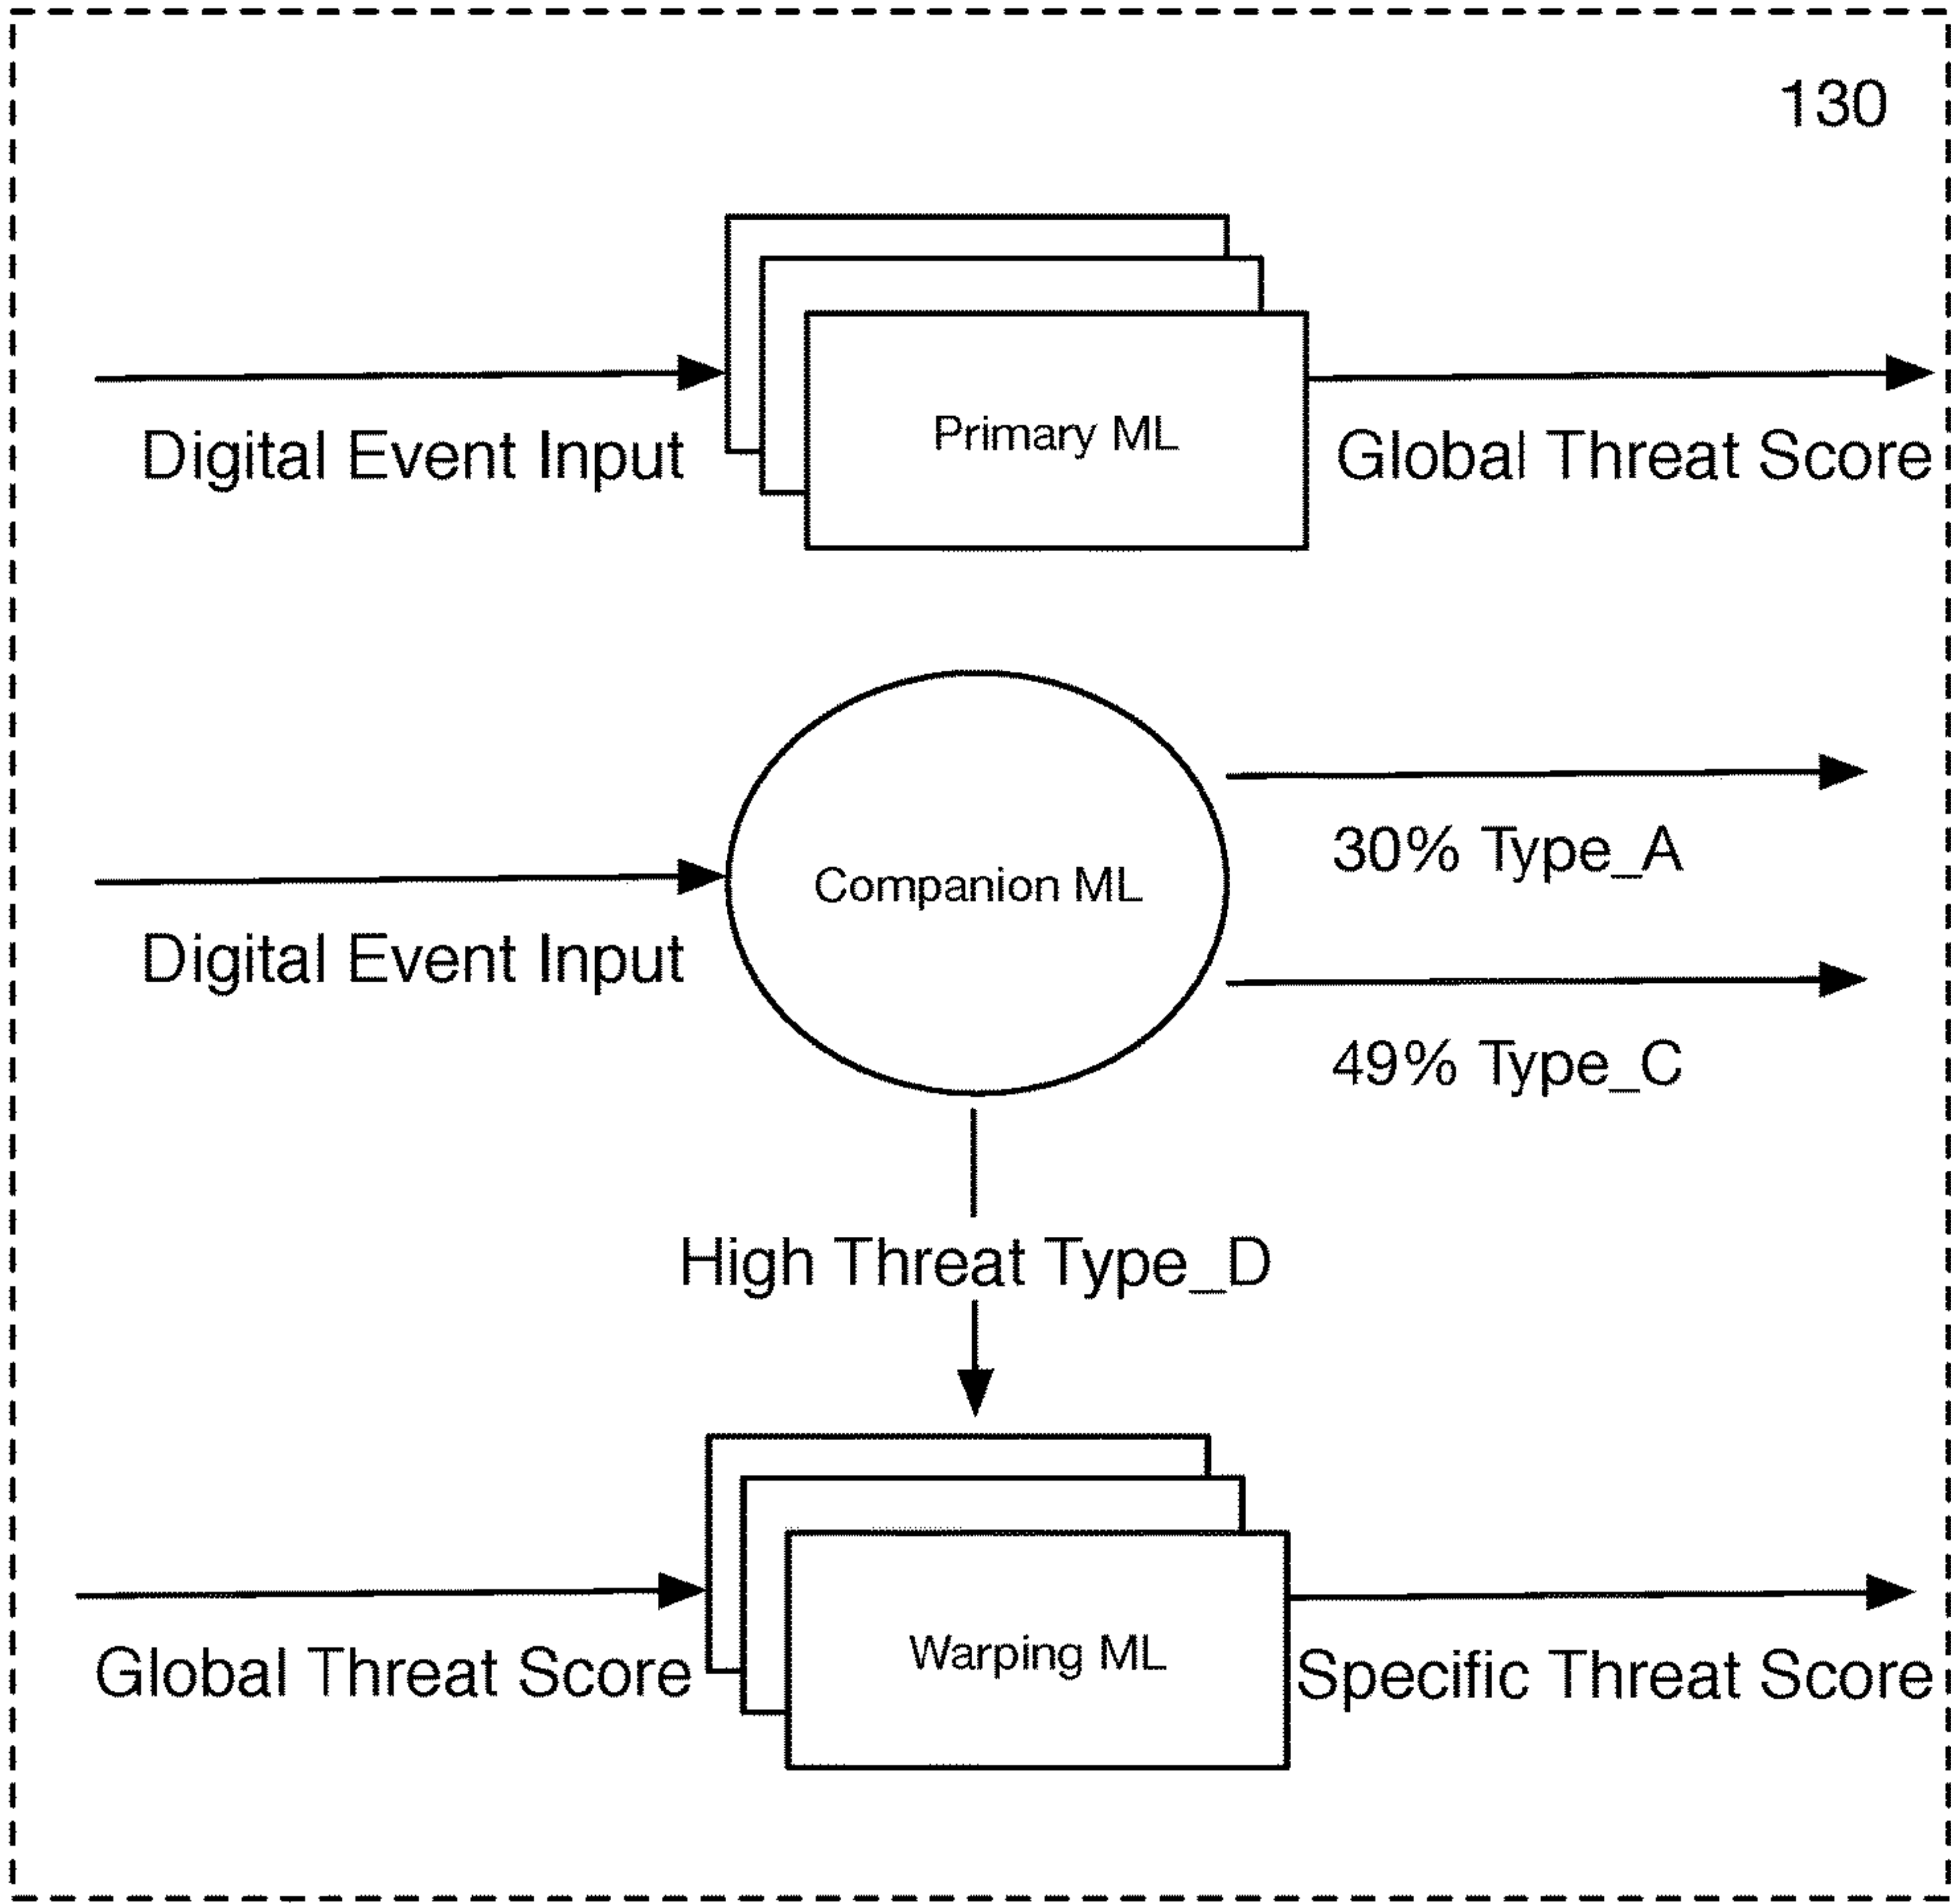 130
Primary ML
Digital Event Input
Global Threat Score
30% Type_A
Companion ML
Digital Event Input
49% Type_C
High Threat Type_D
Warping ML
Global Threat Score
Specific Threat Score